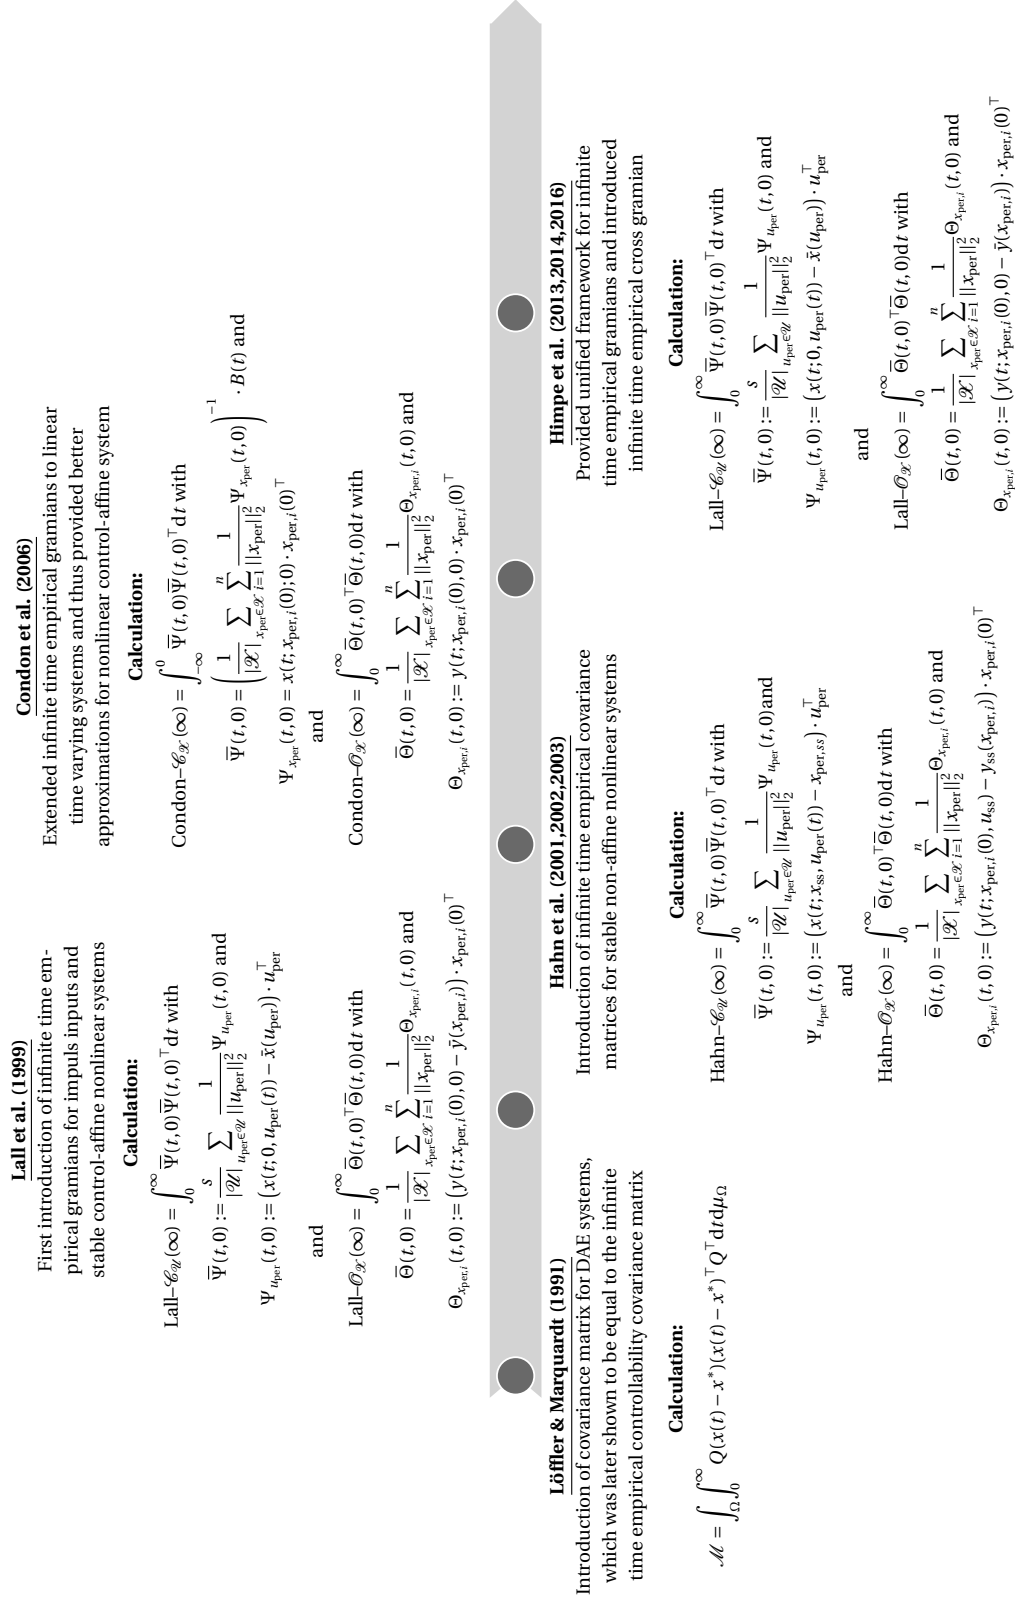 Lall et al. (1999)
First introduction of infinite time em-
pirical gramians for impuls inputs and
stable control-affine nonlinear systems
Calculation:
Lall–𝒞_𝒰(∞) = ∫_0^∞ Ψ̅(t,0)Ψ̅(t,0)^⊤ dt with
Ψ̅(t,0) := s/|𝒰| ∑_{u_per∈𝒰} 1/||u_per||_2^2 Ψ_{u_per}(t,0) and
Ψ_{u_per}(t,0) := (x(t;0,u_per(t)) − x̄(u_per)) · u_per^⊤
and
Lall–𝒪_𝒳(∞) = ∫_0^∞ Θ̅(t,0)^⊤Θ̅(t,0)dt with
Θ̅(t,0) = 1/|𝒳| ∑_{x_per∈𝒳} ∑_{i=1}^n 1/||x_per||_2^2 Θ_{x_per,i}(t,0) and
Θ_{x_per,i}(t,0) := (y(t;x_per,i(0),0) − ȳ(x_per,i)) · x_per,i(0)^⊤
Condon et al. (2006)
Extended infinite time empirical gramians to linear
time varying systems and thus provided better
approximations for nonlinear control-affine system
Calculation:
Condon–𝒞_𝒳(∞) = ∫_{−∞}^0 Ψ̅(t,0)Ψ̅(t,0)^⊤ dt with
Ψ̅(t,0) = (1/|𝒳| ∑_{x_per∈𝒳} ∑_{i=1}^n 1/||x_per||_2^2 Ψ_{x_per}(t,0))^{−1} · B(t) and
Ψ_{x_per}(t,0) = x(t;x_per,i(0);0) · x_per,i(0)^⊤
and
Condon–𝒪_𝒳(∞) = ∫_0^∞ Θ̅(t,0)^⊤Θ̅(t,0)dt with
Θ̅(t,0) = 1/|𝒳| ∑_{x_per∈𝒳} ∑_{i=1}^n 1/||x_per||_2^2 Θ_{x_per,i}(t,0) and
Θ_{x_per,i}(t,0) := y(t;x_per,i(0),0) · x_per,i(0)^⊤
Löffler & Marquardt (1991)
Introduction of covariance matrix for DAE systems,
which was later shown to be equal to the infinite
time empirical controllability covariance matrix
Calculation:
ℳ = ∫_Ω ∫_0^∞ Q(x(t) − x*)(x(t) − x*)^⊤Q^⊤dtdμ_Ω
Hahn et al. (2001,2002,2003)
Introduction of infinite time empirical covariance
matrices for stable non-affine nonlinear systems
Calculation:
Hahn–𝒞_𝒰(∞) = ∫_0^∞ Ψ̅(t,0)Ψ̅(t,0)^⊤ dt with
Ψ̅(t,0) := s/|𝒰| ∑_{u_per∈𝒰} 1/||u_per||_2^2 Ψ_{u_per}(t,0)and
Ψ_{u_per}(t,0) := (x(t;x_ss,u_per(t)) − x_per,ss) · u_per^⊤
and
Hahn–𝒪_𝒳(∞) = ∫_0^∞ Θ̅(t,0)^⊤Θ̅(t,0)dt with
Θ̅(t,0) = 1/|𝒳| ∑_{x_per∈𝒳} ∑_{i=1}^n 1/||x_per||_2^2 Θ_{x_per,i}(t,0) and
Θ_{x_per,i}(t,0) := (y(t;x_per,i(0),u_ss) − y_ss(x_per,i)) · x_per,i(0)^⊤
Himpe et al. (2013,2014,2016)
Provided unified framework for infinite
time empirical gramians and introduced
infinite time empirical cross gramian
Calculation:
Lall–𝒞_𝒰(∞) = ∫_0^∞ Ψ̅(t,0)Ψ̅(t,0)^⊤dt with
Ψ̅(t,0) := s/|𝒰| ∑_{u_per∈𝒰} 1/||u_per||_2^2 Ψ_{u_per}(t,0) and
Ψ_{u_per}(t,0) := (x(t;0,u_per(t)) − x̄(u_per)) · u_per^⊤
and
Lall–𝒪_𝒳(∞) = ∫_0^∞ Θ̅(t,0)^⊤Θ̅(t,0)dt with
Θ̅(t,0) = 1/|𝒳| ∑_{x_per∈𝒳} ∑_{i=1}^n 1/||x_per||_2^2 Θ_{x_per,i}(t,0) and
Θ_{x_per,i}(t,0) := (y(t;x_per,i(0),0) − ȳ(x_per,i)) · x_per,i(0)^⊤